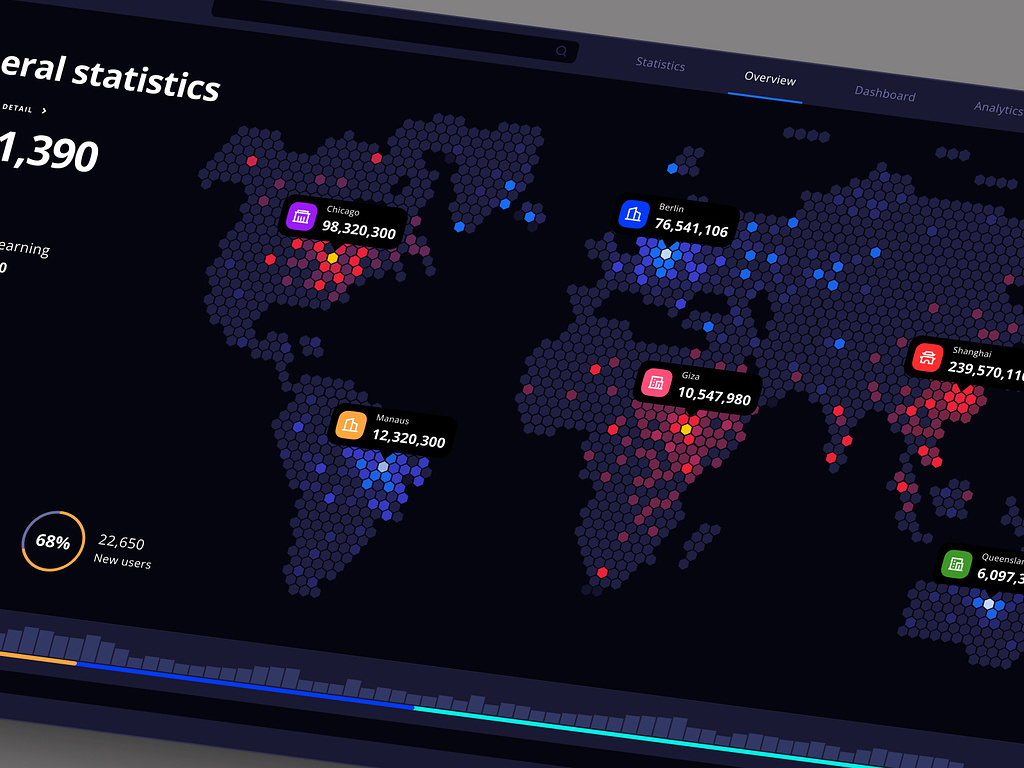 Statistics
Overview
Dashboard
Analytics
eral statistics
DETAIL >
1,390
earning
0
Chicago
98,320,300
Berlin
76,541,106
Shanghai
239,570,11
Giza
10,547,980
Manaus
12,320,300
Queenslan
6,097,3
68%
22,650
New users